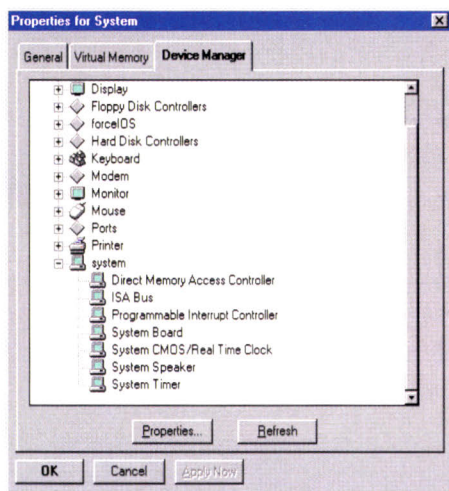 Properties for System
General Virtual Memory Device Manager
Display
Floppy Disk Controllers
forceIOS
Hard Disk Controllers
Keyboard
Modem
Monitor
Mouse
Ports
Printer
system
Direct Memory Access Controller
ISA Bus
Programmable Interrupt Controller
System Board
System CMOS/Real Time Clock
System Speaker
System Timer
Properties... Refresh
OK Cancel Apply Now